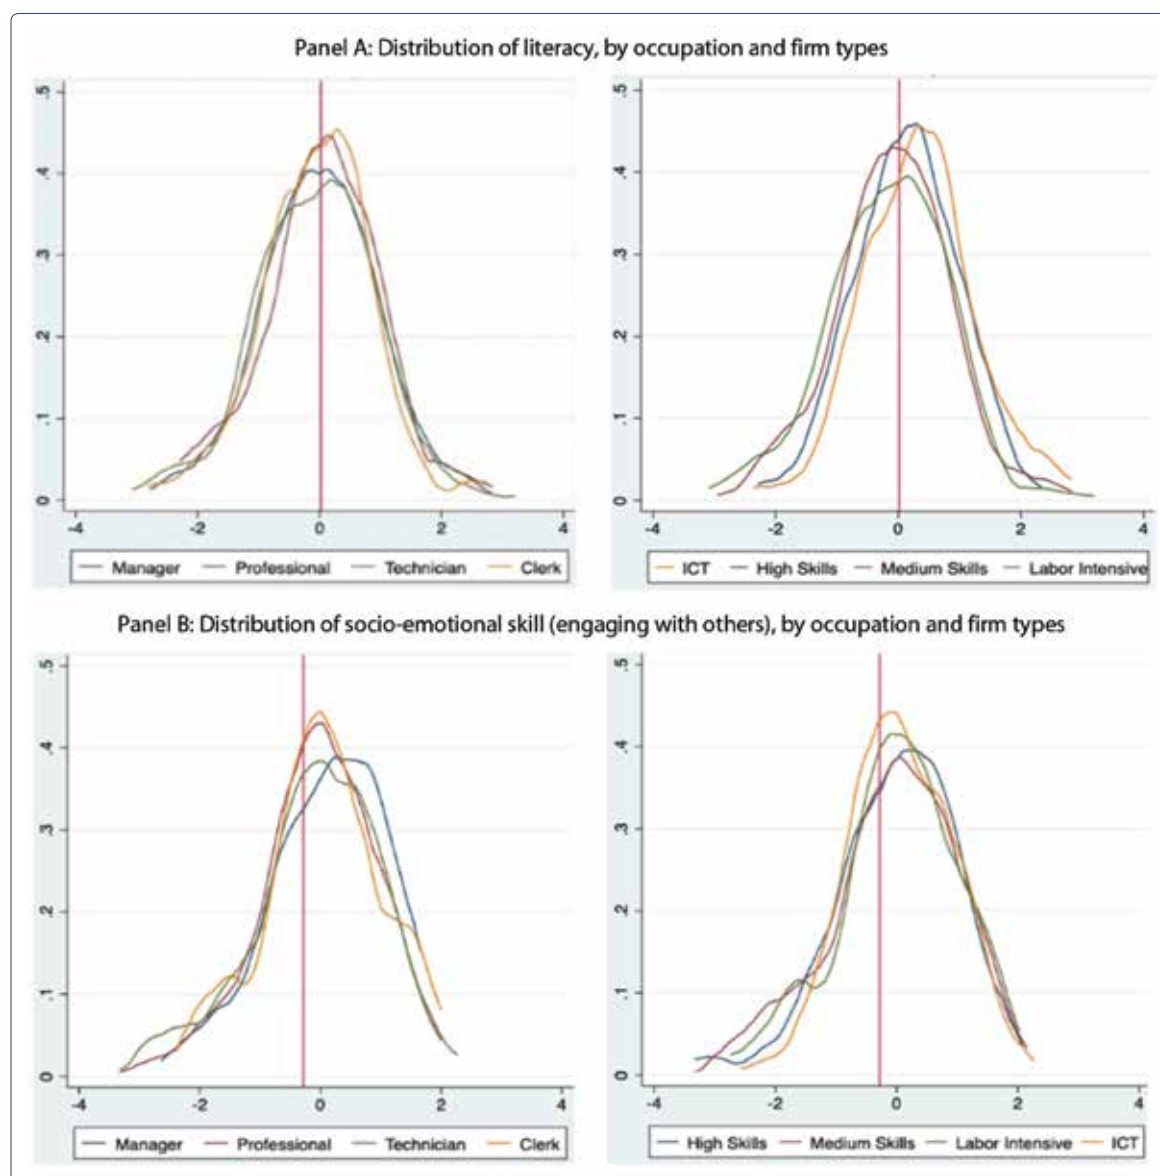 Panel A: Distribution of literacy, by occupation and firm types
.5
.4
.3
.2
.1
0
-4 -2 0 2 4
Manager Professional Technician Clerk
.5
.4
.3
.2
.1
0
-4 -2 0 2 4
ICT High Skills Medium Skills Labor Intensive
Panel B: Distribution of socio-emotional skill (engaging with others), by occupation and firm types
.5
.4
.3
.2
.1
0
-4 -2 0 2 4
Manager Professional Technician Clerk
.5
.4
.3
.2
.1
0
-4 -2 0 2 4
High Skills Medium Skills Labor Intensive ICT